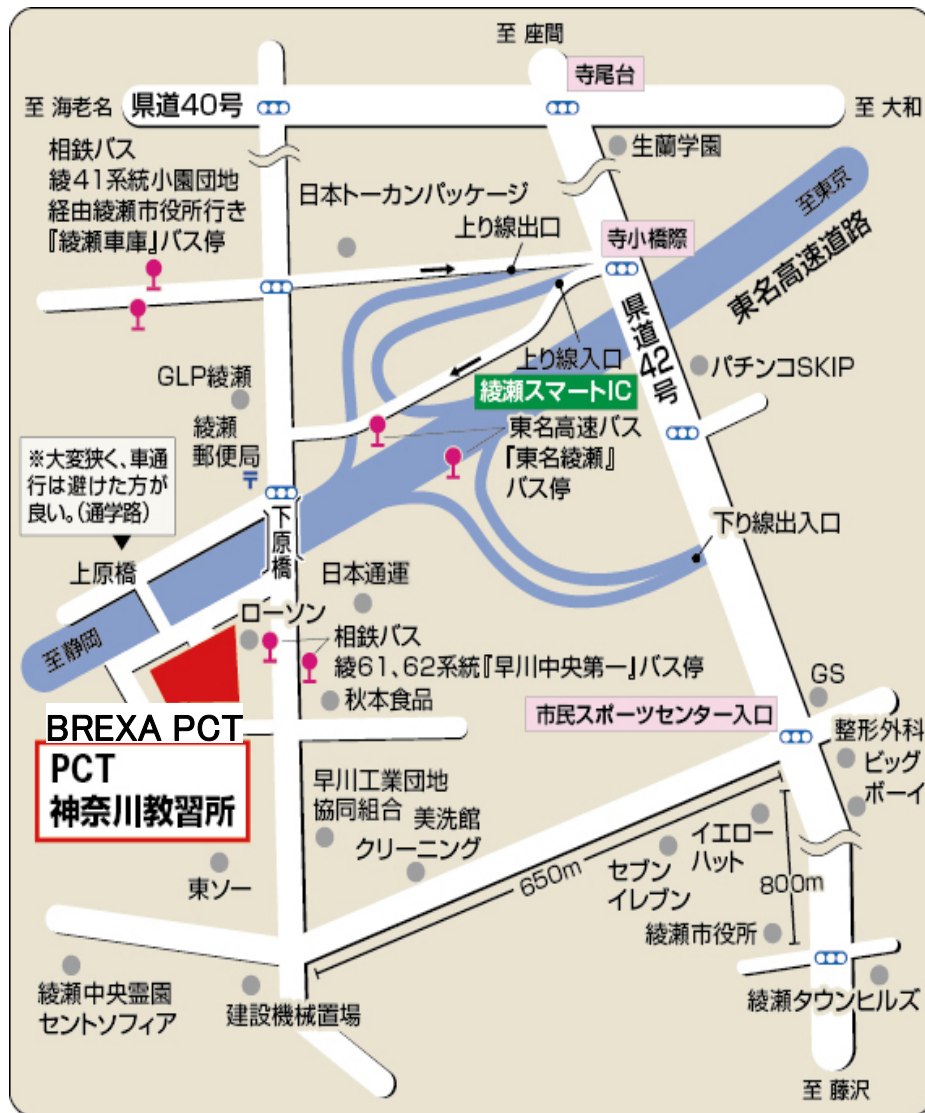 至 座間
寺尾台
至 海老名
県道40号
至 大和
相鉄バス
綾41系統小園団地
経由綾瀬市役所行き
『綾瀬車庫』バス停
生蘭学園
日本トーカンパッケージ
上り線出口
寺小橋際
至東京
東名高速道路
県道42号
上り線入口
綾瀬スマートIC
パチンコSKIP
GLP綾瀬
綾瀬
郵便局
〒
東名高速バス
『東名綾瀬』
バス停
※大変狭く、車通
行は避けた方が
良い。(通学路)
上原橋
下原橋
下り線出入口
日本通運
至静岡
ローソン
相鉄バス
綾61、62系統『早川中央第一』バス停
秋本食品
GS
市民スポーツセンター入口
整形外科
ビッグ
ボーイ
BREXA PCT
PCT
神奈川教習所
早川工業団地
協同組合
美洗館
クリーニング
イエロー
ハット
セブン
イレブン
650m
800m
東ソー
綾瀬市役所
綾瀬中央霊園
セントソフィア
建設機械置場
綾瀬タウンヒルズ
至 藤沢